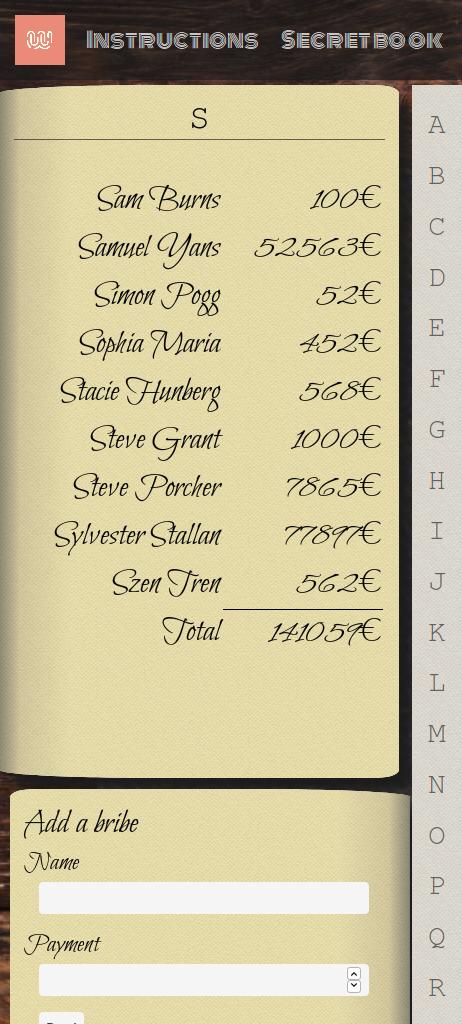 W Instructions Secretbook
S
Sam Burns 100€
Samuel Yans 52563€
Simon Pogg 52€
Sophia Maria 452€
Stacie Hunberg 568€
Steve Grant 1000€
Steve Porcher 7865€
Sylvester Stallan 77897€
Szen Tren 562€
Total 141059€
Add a bribe
Name
Payment
A
B
C
D
E
F
G
H
I
J
K
L
M
N
O
P
Q
R